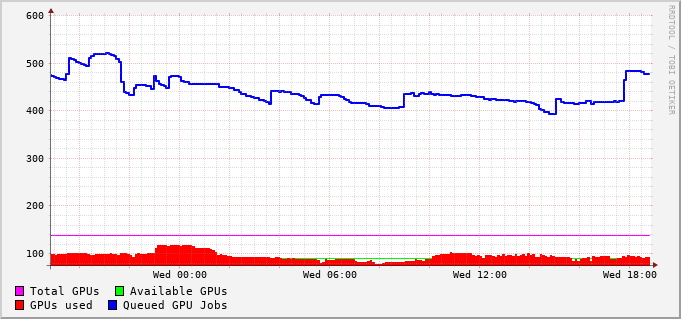 600
500
400
300
200
100
Wed 00:00 Wed 06:00 Wed 12:00 Wed 18:00
Total GPUs Available GPUs
GPUs used Queued GPU Jobs
RRDTOOL / TOBI OETIKER